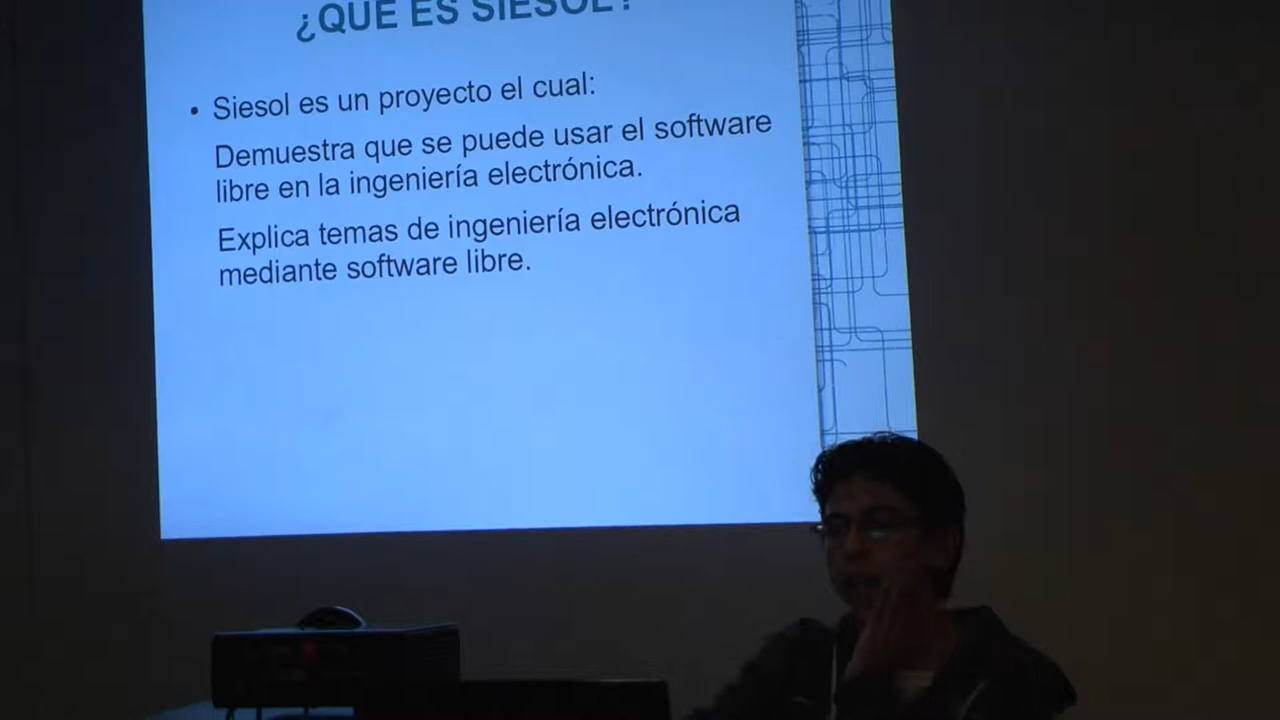 ¿QUÉ ES SIESOL?
• Siesol es un proyecto el cual:
Demuestra que se puede usar el software
libre en la ingeniería electrónica.
Explica temas de ingeniería electrónica
mediante software libre.